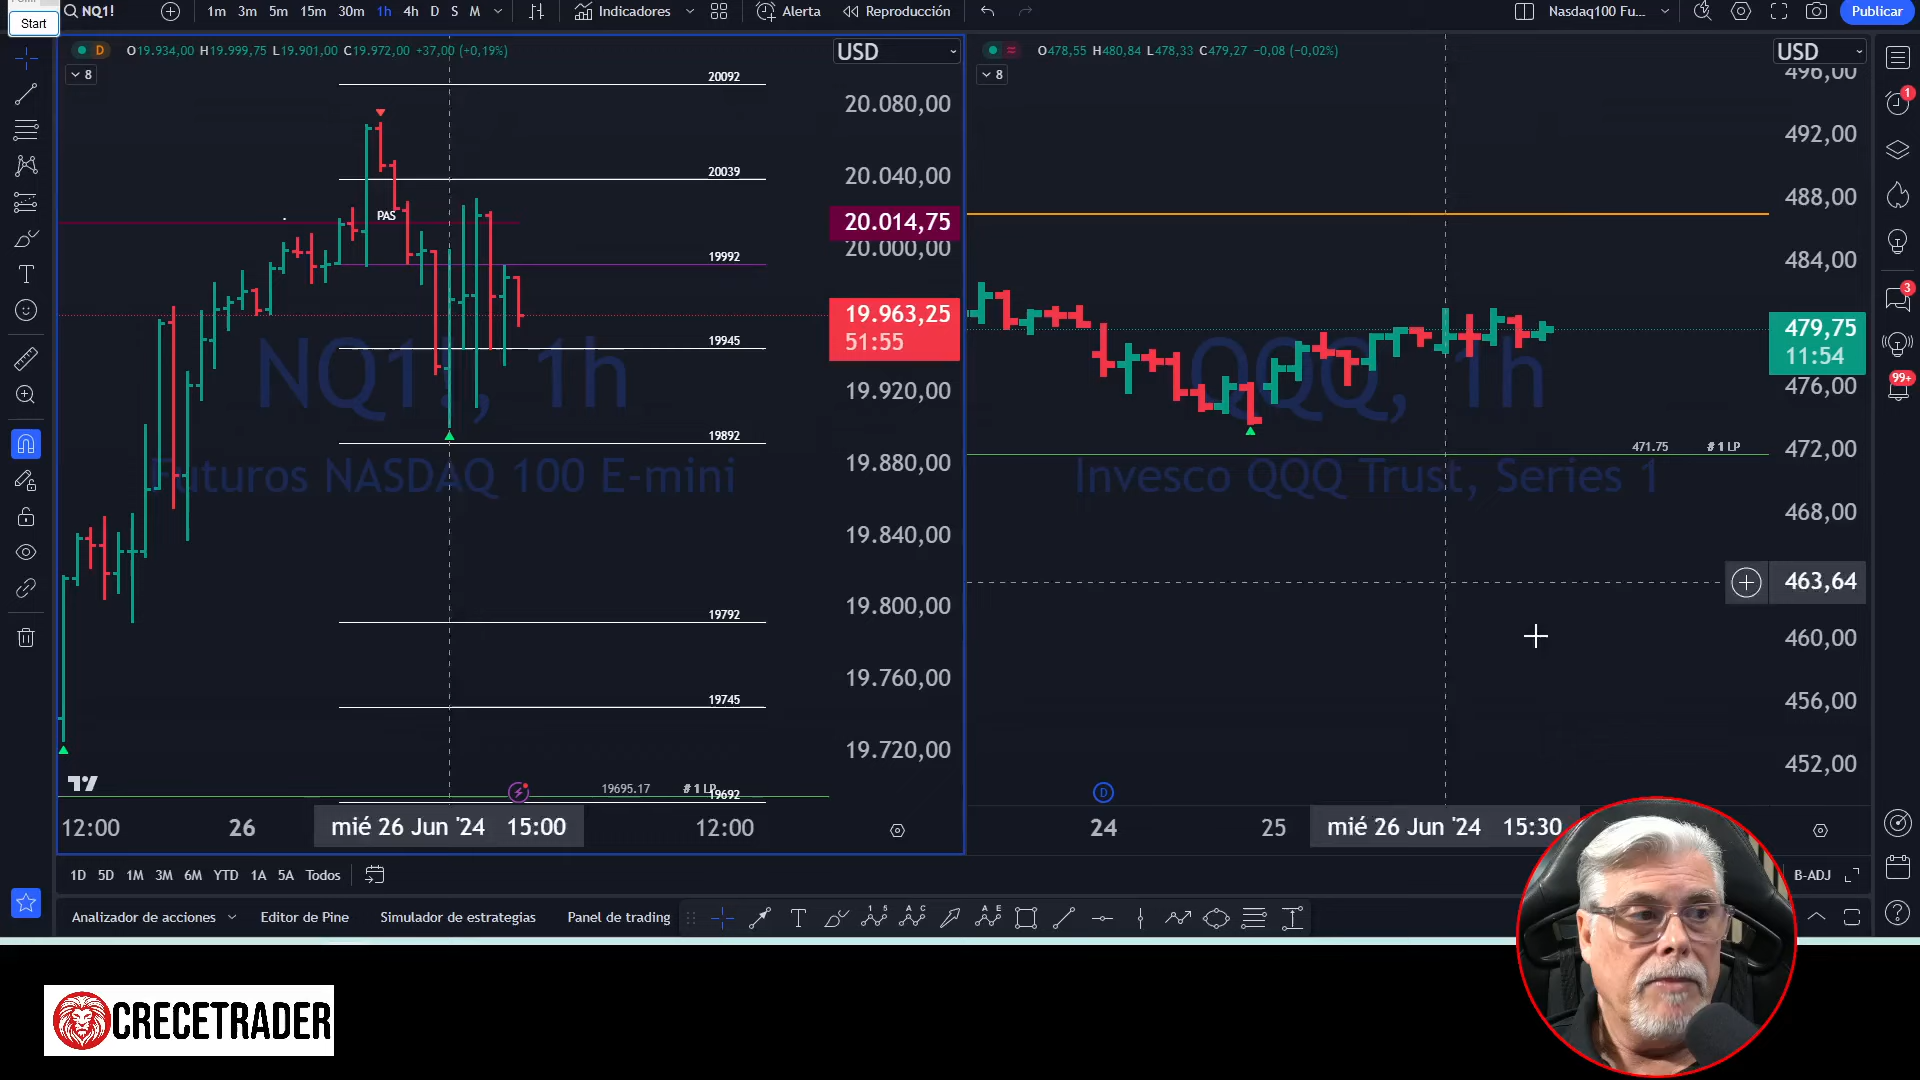 Start
NQ1!
1m 3m 5m 15m 30m 1h 4h D S M
Indicadores
Alerta
Reproducción
Nasdaq100 Fu...
Publicar
D O19.934,00 H19.999,75 L19.901,00 C19.972,00 +37,00 (+0,19%)
USD
O478,55 H480,84 L478,33 C479,27 −0,08 (−0,02%)
USD
8
8
20092
20039
PAS
19992
19945
19892
19792
19745
19695.17 # 1 LP
19692
NQ1!, 1h
Futuros NASDAQ 100 E-mini
20.080,00
20.040,00
20.014,75
20.000,00
19.963,25
51:55
19.920,00
19.880,00
19.840,00
19.800,00
19.760,00
19.720,00
QQQ, 1h
Invesco QQQ Trust, Series 1
471.75 # 1 LP
496,00
492,00
488,00
484,00
479,75
11:54
476,00
472,00
468,00
463,64
460,00
456,00
452,00
1
3
99+
12:00 26 mié 26 Jun '24 15:00 12:00
D
24 25 mié 26 Jun '24 15:30
1D 5D 1M 3M 6M YTD 1A 5A Todos
B-ADJ
Analizador de acciones
Editor de Pine
Simulador de estrategias
Panel de trading
CRECETRADER